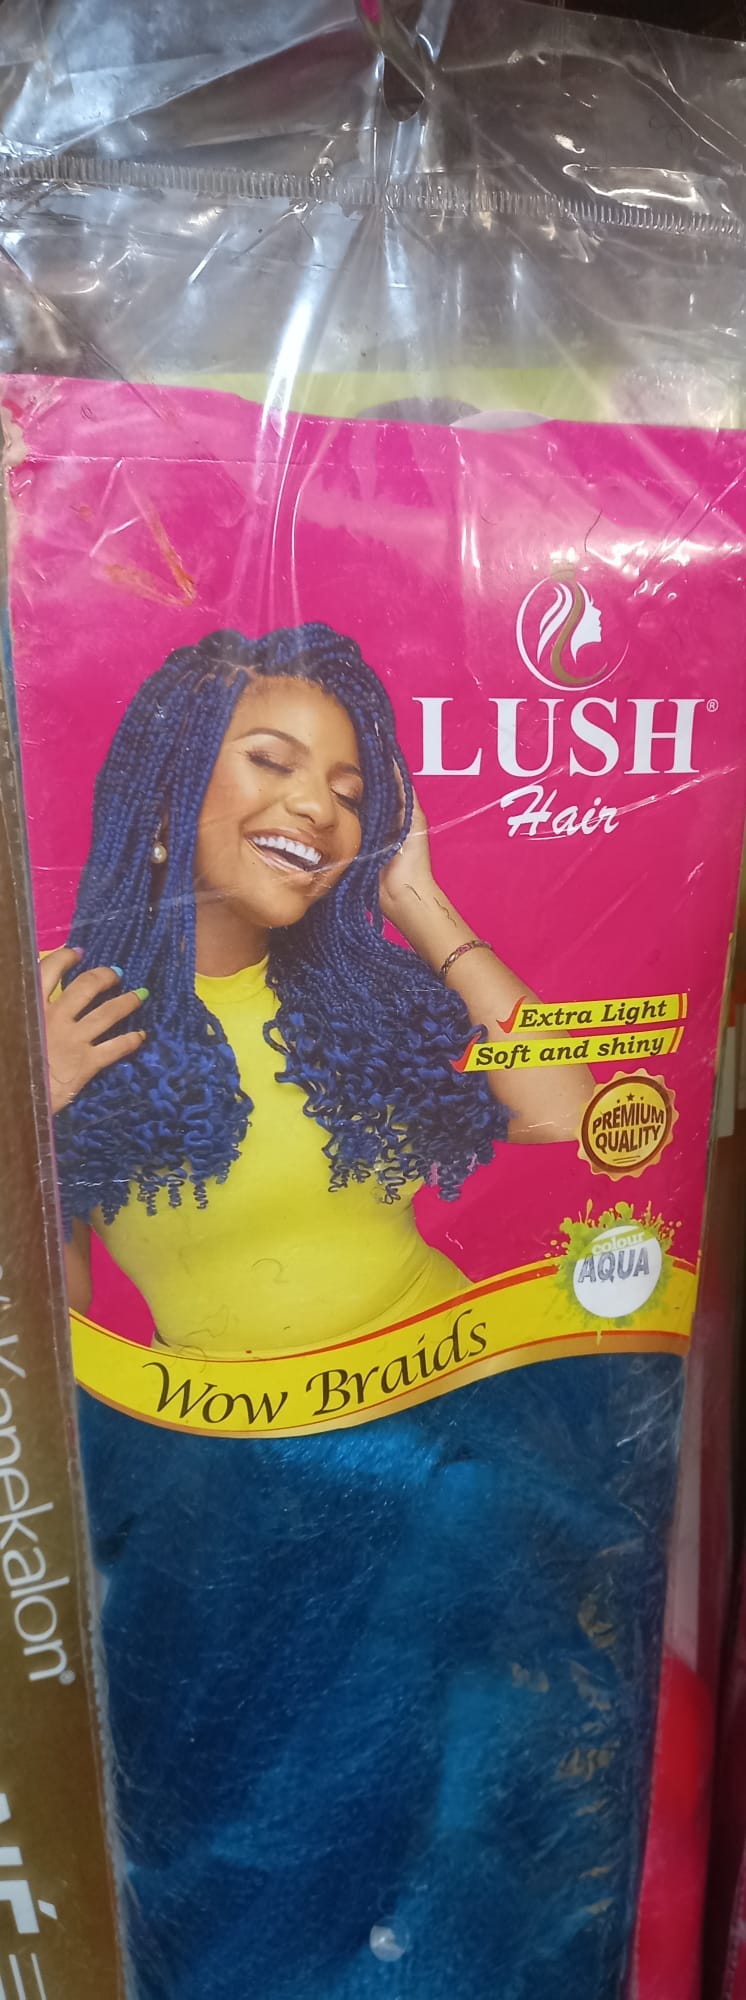 LUSH®
Hair
Extra Light
Soft and shiny
PREMIUM
QUALITY
colour
AQUA
Wow Braids
Kanekalon®